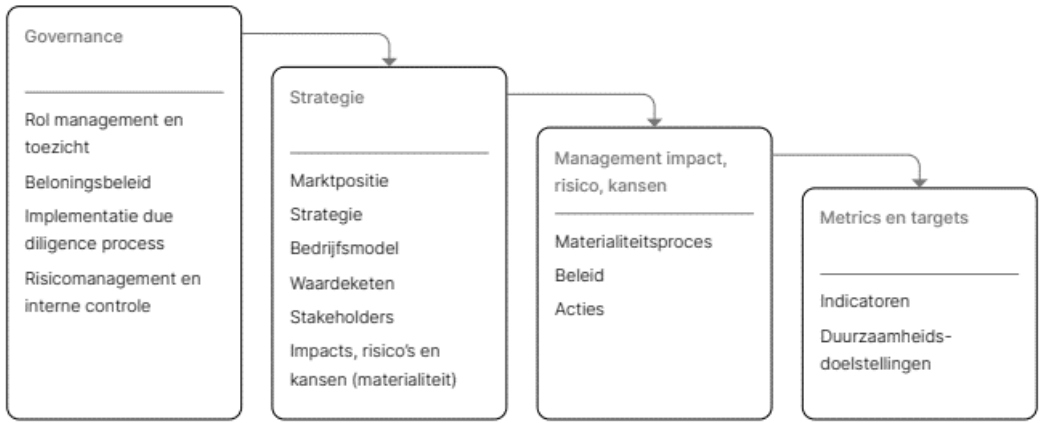 Governance
Rol management en
toezicht
Beloningsbeleid
Implementatie due
diligence process
Risicomanagement en
interne controle
Strategie
Marktpositie
Strategie
Bedrijfsmodel
Waardeketen
Stakeholders
Impacts, risico’s en
kansen (materialiteit)
Management impact,
risico, kansen
Materialiteitsproces
Beleid
Acties
Metrics en targets
Indicatoren
Duurzaamheids-
doelstellingen